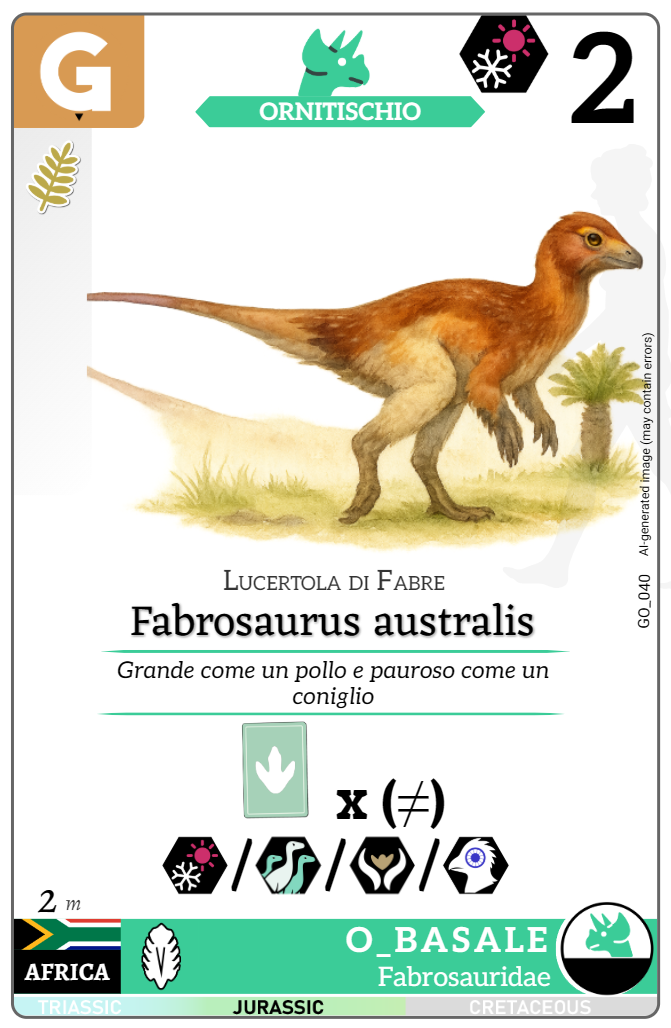 G
ORNITISCHIO
2
AI-generated image (may contain errors)
GO_040
Lucertola di Fabre
Fabrosaurus australis
Grande come un pollo e pauroso come un
coniglio
x (≠)
/ / /
2 m
AFRICA
O_BASALE
Fabrosauridae
TRIASSIC
JURASSIC
CRETACEOUS